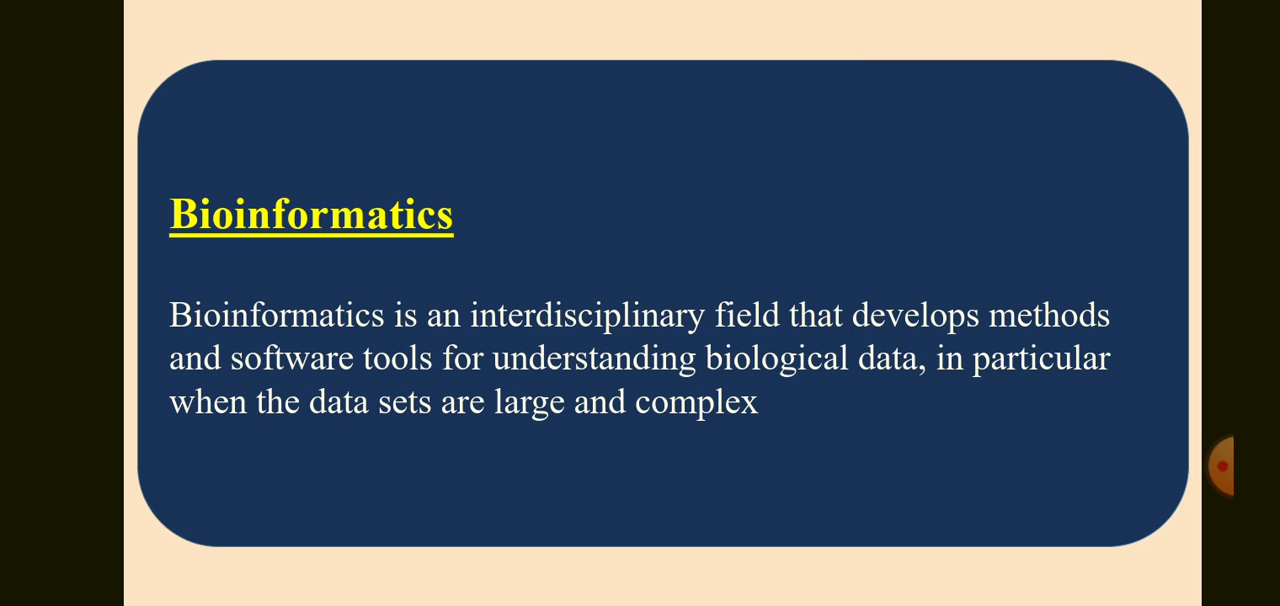 Bioinformatics
Bioinformatics is an interdisciplinary field that develops methods
and software tools for understanding biological data, in particular
when the data sets are large and complex